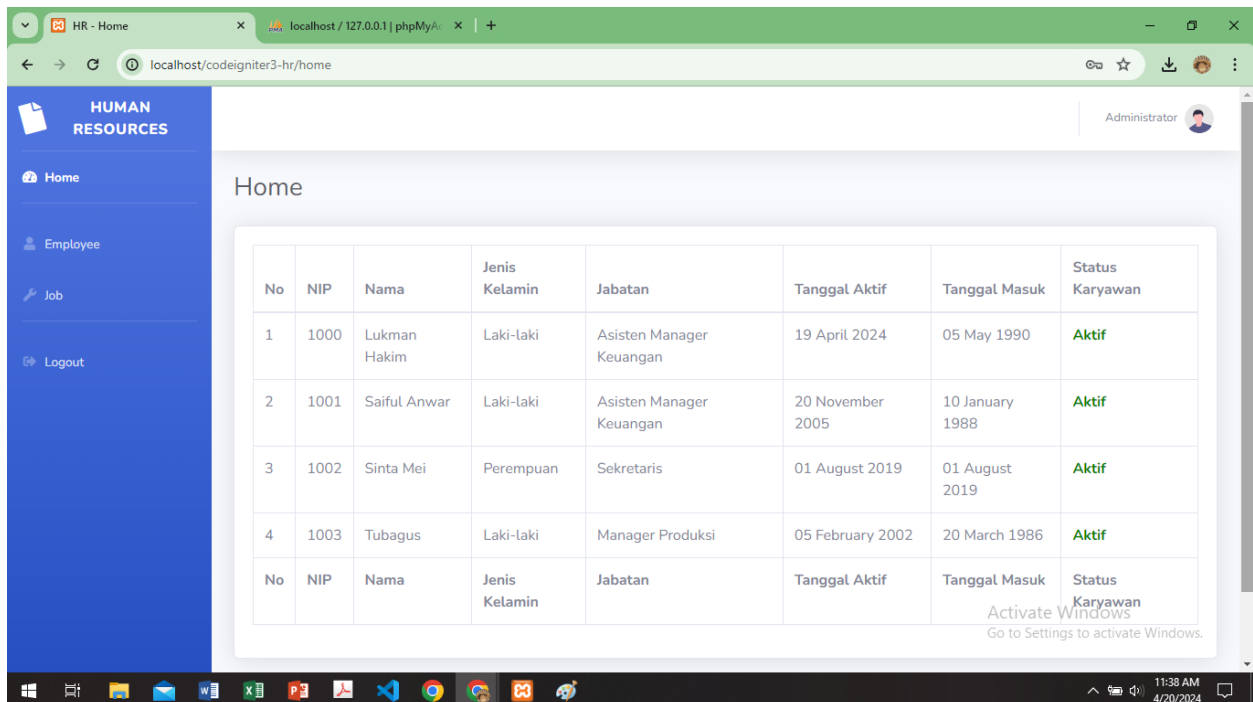 HR - Home
localhost / 127.0.0.1 | phpMyAd
localhost/codeigniter3-hr/home
HUMAN
RESOURCES
Administrator
Home
Home
Employee
Job
Logout
No NIP Nama Jenis Kelamin Jabatan Tanggal Aktif Tanggal Masuk Status Karyawan
1 1000 Lukman Hakim Laki-laki Asisten Manager Keuangan 19 April 2024 05 May 1990 Aktif
2 1001 Saiful Anwar Laki-laki Asisten Manager Keuangan 20 November 2005 10 January 1988 Aktif
3 1002 Sinta Mei Perempuan Sekretaris 01 August 2019 01 August 2019 Aktif
4 1003 Tubagus Laki-laki Manager Produksi 05 February 2002 20 March 1986 Aktif
No NIP Nama Jenis Kelamin Jabatan Tanggal Aktif Tanggal Masuk Status Karyawan
Activate Windows
Go to Settings to activate Windows.
11:38 AM
4/20/2024